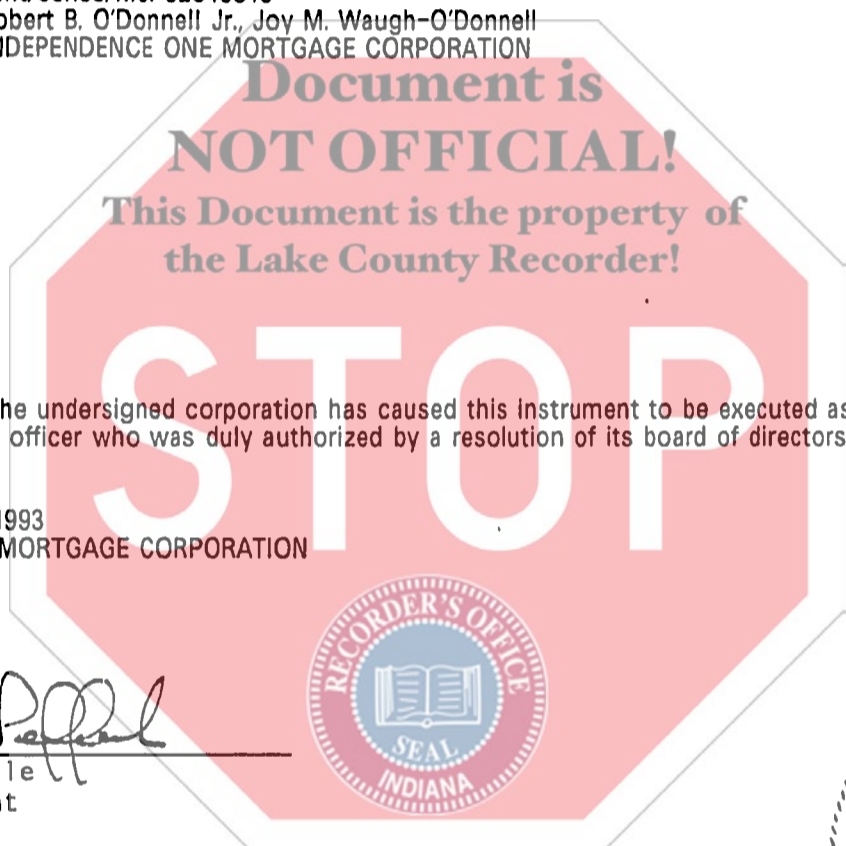 obert B. O'Donnell Jr., Joy M. Waugh-O'Donnell
NDEPENDENCE ONE MORTGAGE CORPORATION
Document is
NOT OFFICIAL!
This Document is the property of
the Lake County Recorder!
STOP
he undersigned corporation has caused this instrument to be executed as
officer who was duly authorized by a resolution of its board of directors
1993
MORTGAGE CORPORATION
RECORDER'S OFFICE
SEAL
INDIANA
le
t